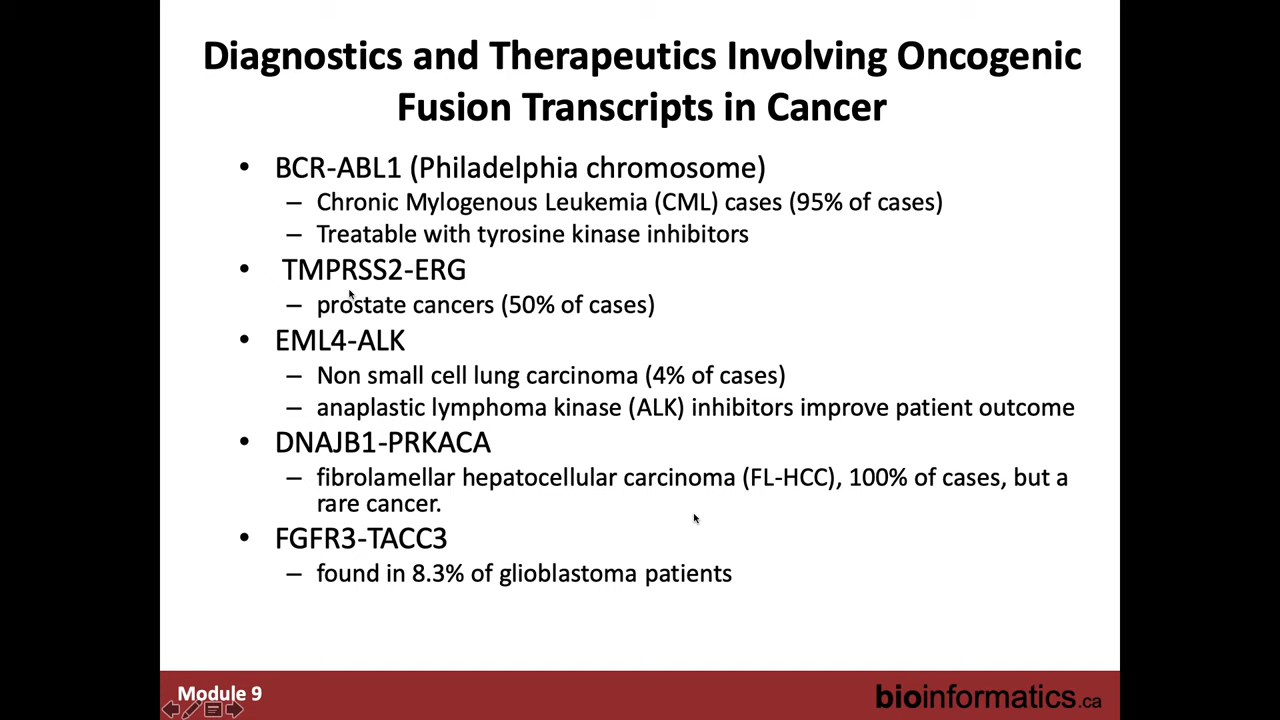 Diagnostics and Therapeutics Involving Oncogenic
Fusion Transcripts in Cancer
• BCR-ABL1 (Philadelphia chromosome)
– Chronic Mylogenous Leukemia (CML) cases (95% of cases)
– Treatable with tyrosine kinase inhibitors
• TMPRSS2-ERG
– prostate cancers (50% of cases)
• EML4-ALK
– Non small cell lung carcinoma (4% of cases)
– anaplastic lymphoma kinase (ALK) inhibitors improve patient outcome
• DNAJB1-PRKACA
– fibrolamellar hepatocellular carcinoma (FL-HCC), 100% of cases, but a
rare cancer.
• FGFR3-TACC3
– found in 8.3% of glioblastoma patients
Module 9
bioinformatics.ca